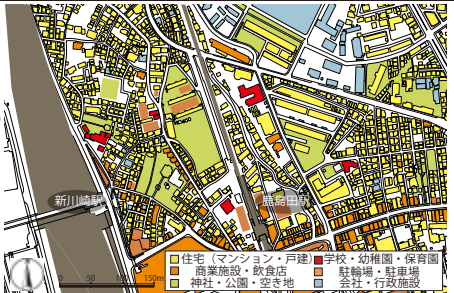 新川崎駅
鹿島田駅
0 50 100 150m
住宅（マンション・戸建） 学校・幼稚園・保育園
商業施設・飲食店 駐輪場・駐車場
神社・公園・空き地 会社・行政施設